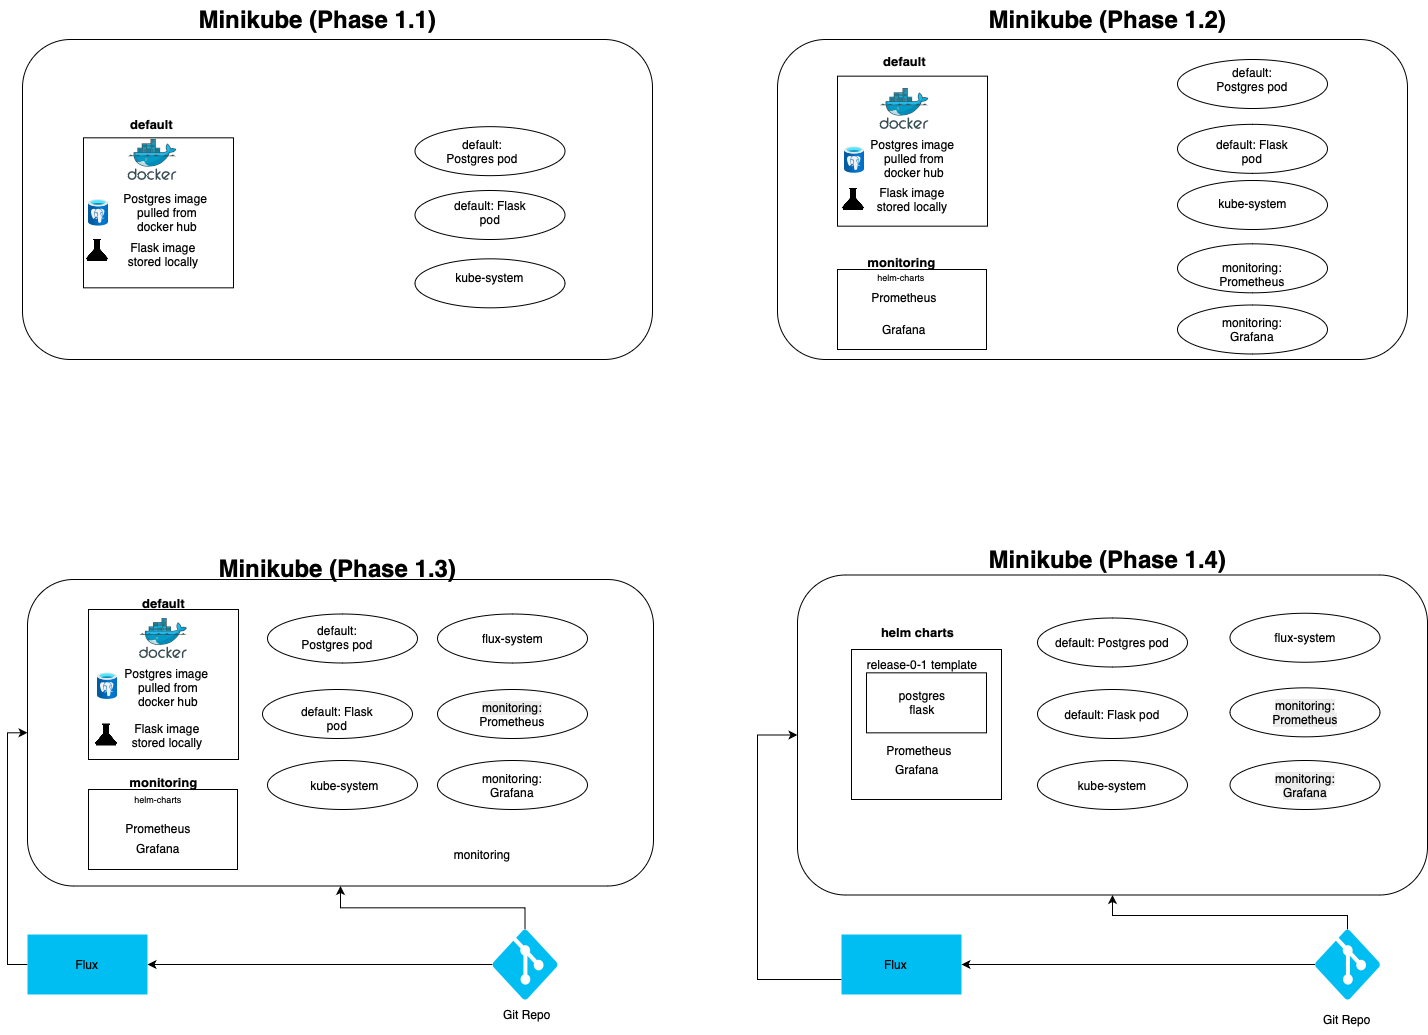 Minikube (Phase 1.1)
default
docker
Postgres image
pulled from
docker hub
Flask image
stored locally
default:
Postgres pod
default: Flask
pod
kube-system
Minikube (Phase 1.2)
default
docker
Postgres image
pulled from
docker hub
Flask image
stored locally
monitoring
helm-charts
Prometheus
Grafana
default:
Postgres pod
default: Flask
pod
kube-system
monitoring:
Prometheus
monitoring:
Grafana
Minikube (Phase 1.3)
default
docker
Postgres image
pulled from
docker hub
Flask image
stored locally
monitoring
helm-charts
Prometheus
Grafana
default:
Postgres pod
default: Flask
pod
kube-system
flux-system
monitoring:
Prometheus
monitoring:
Grafana
monitoring
Flux
Git Repo
Minikube (Phase 1.4)
helm charts
release-0-1 template
postgres
flask
Prometheus
Grafana
default: Postgres pod
default: Flask pod
kube-system
flux-system
monitoring:
Prometheus
monitoring:
Grafana
Flux
Git Repo